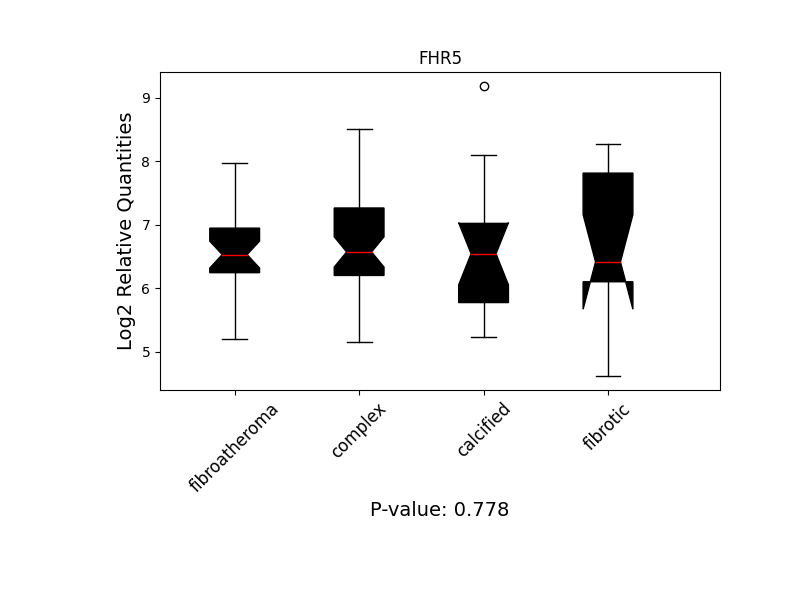 FHR5
Log2 Relative Quantities
9
8
7
6
5
fibroatheroma
complex
calcified
fibrotic
P-value: 0.778